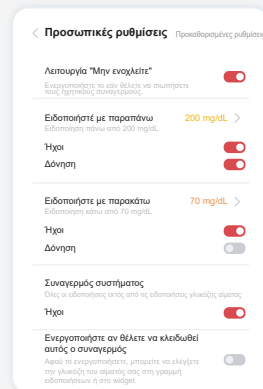 Προσωπικές ρυθμίσεις Προκαθορισμένες ρυθμίσεις
Λειτουργία "Μην ενοχλείτε"
Ενεργοποιήστε το εάν θέλετε να σιωπήσετε
τους ηχητικούς συναγερμούς.
Ειδοποιήστέ με παραπάνω 200 mg/dL
Ειδοποίηση πάνω από 200 mg/dL
Ήχοι
Δόνηση
Ειδοποιήστε με παρακάτω 70 mg/dL
Ειδοποίηση κάτω από 70 mg/dL
Ήχοι
Δόνηση
Συναγερμός συστήματος
Όλες οι ειδοποιήσεις εκτός από τις ειδοποιήσεις γλυκόζης αίματος
Ήχοι
Ενεργοποιήστε αν θέλετε να κλειδωθεί
αυτός ο συναγερμός
Αφού το ενεργοποιήσετε, μπορείτε να ελέγξετε
την γλυκόζη του αίματός σας στη γραμμή
ειδοποιήσεων ή στο widget.